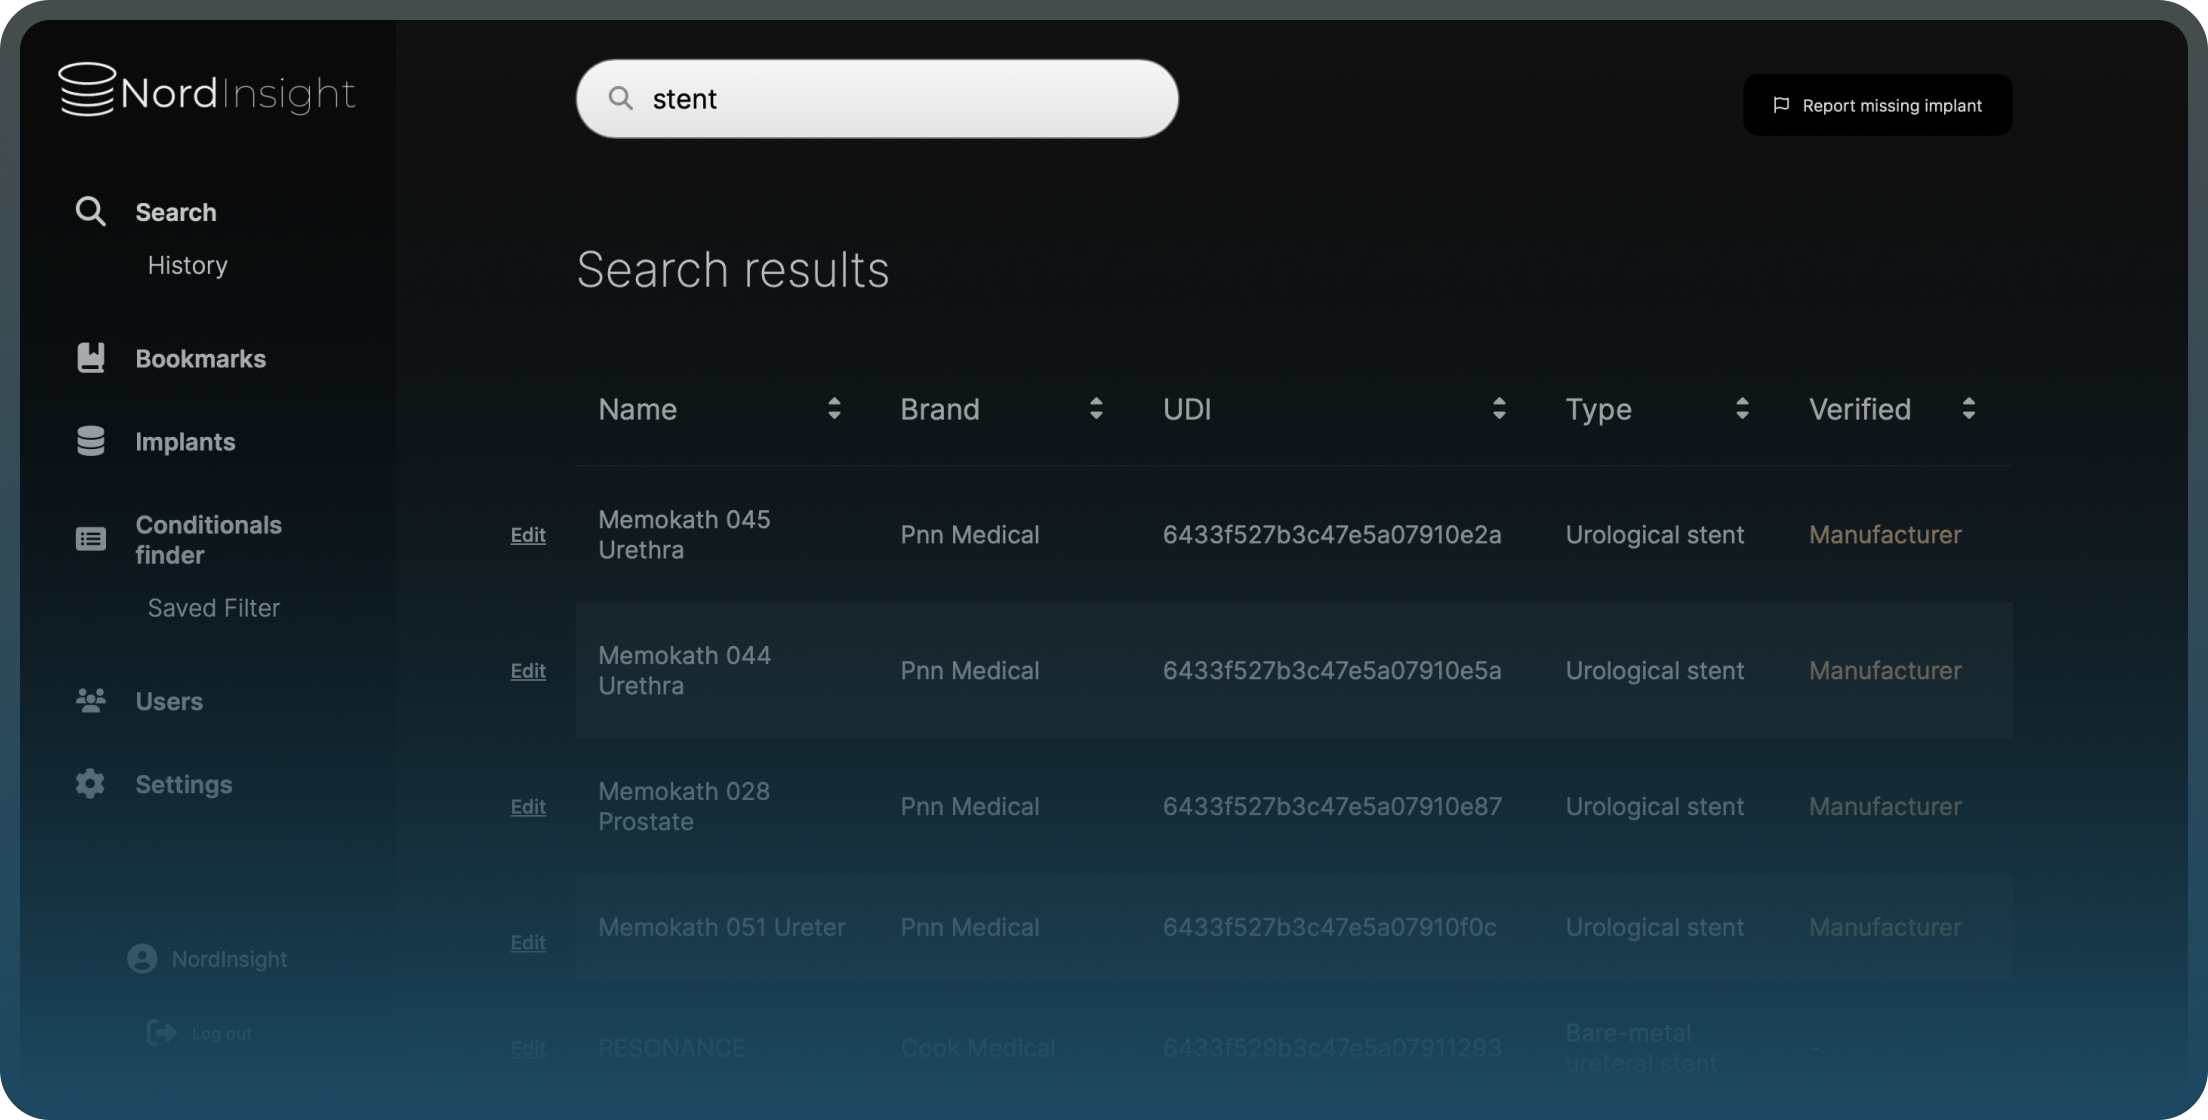 NordInsight
stent
Report missing implant
Search
History
Bookmarks
Implants
Conditionals
finder
Saved Filter
Users
Settings
NordInsight
Log out
Search results
Name Brand UDI Type Verified
Edit Memokath 045 Urethra Pnn Medical 6433f527b3c47e5a07910e2a Urological stent Manufacturer
Edit Memokath 044 Urethra Pnn Medical 6433f527b3c47e5a07910e5a Urological stent Manufacturer
Edit Memokath 028 Prostate Pnn Medical 6433f527b3c47e5a07910e87 Urological stent Manufacturer
Edit Memokath 051 Ureter Pnn Medical 6433f527b3c47e5a07910f0c Urological stent Manufacturer
Edit RESONANCE Cook Medical 6433f529b3c47e5a07911293 Bare-metal ureteral stent -